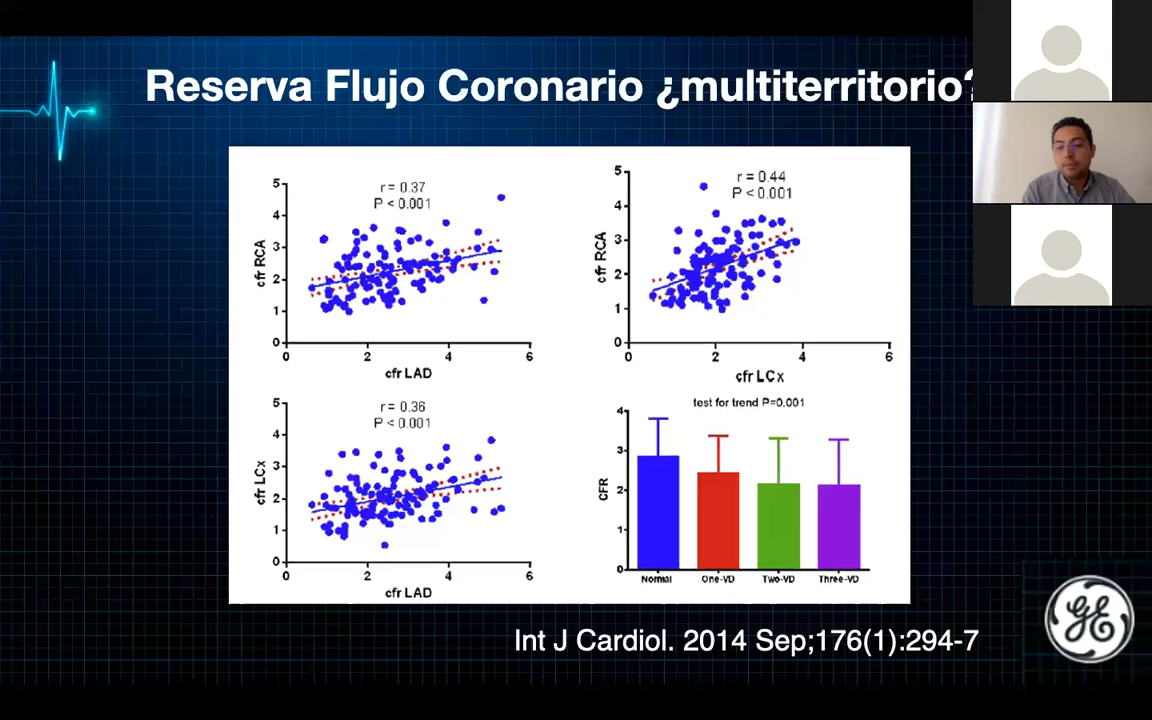 Reserva Flujo Coronario ¿multiterritorio?
5
4
3
2
1
0
cfr RCA
r = 0.37
P < 0.001
0
2
4
6
cfr LAD
5
4
3
2
1
0
cfr RCA
r = 0.44
P < 0.001
0
2
4
6
cfr LCx
5
4
3
2
1
0
cfr LCx
r = 0.36
P < 0.001
0
2
4
6
cfr LAD
test for trend P=0.001
4
3
2
1
0
CFR
Normal
One-VD
Two-VD
Three-VD
Int J Cardiol. 2014 Sep;176(1):294-7
GE